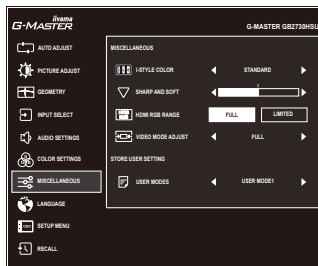 iiyama
G-MASTER
G-MASTER GB2730HSU
AUTO ADJUST
PICTURE ADJUST
GEOMETRY
INPUT SELECT
AUDIO SETTINGS
COLOR SETTINGS
MISCELLANEOUS
LANGUAGE
SETUP MENU
RECALL
MISCELLANEOUS
I-STYLE COLOR STANDARD
SHARP AND SOFT 3
HDMI RGB RANGE FULL LIMITED
VIDEO MODE ADJUST FULL
STORE USER SETTING
USER MODES USER MODE1